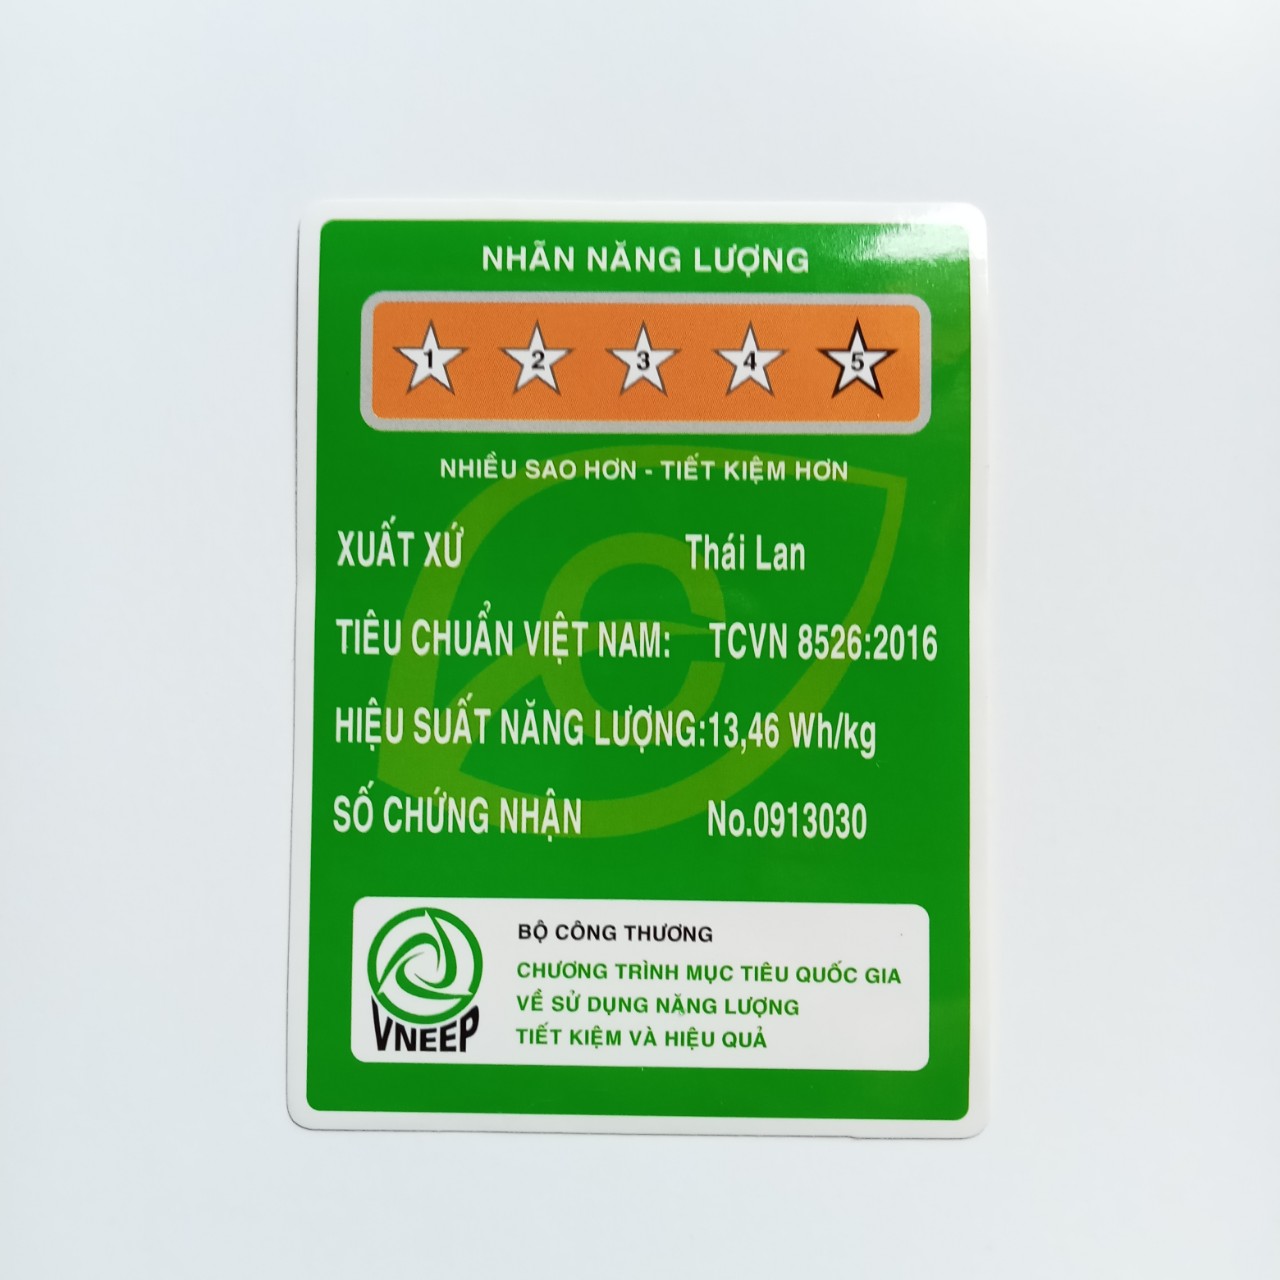 NHÃN NĂNG LƯỢNG
1 2 3 4 5
NHIỀU SAO HƠN - TIẾT KIỆM HƠN
XUẤT XỨ Thái Lan
TIÊU CHUẨN VIỆT NAM: TCVN 8526:2016
HIỆU SUẤT NĂNG LƯỢNG:13,46 Wh/kg
SỐ CHỨNG NHẬN No.0913030
BỘ CÔNG THƯƠNG
CHƯƠNG TRÌNH MỤC TIÊU QUỐC GIA
VỀ SỬ DỤNG NĂNG LƯỢNG
TIẾT KIỆM VÀ HIỆU QUẢ
VNEEP